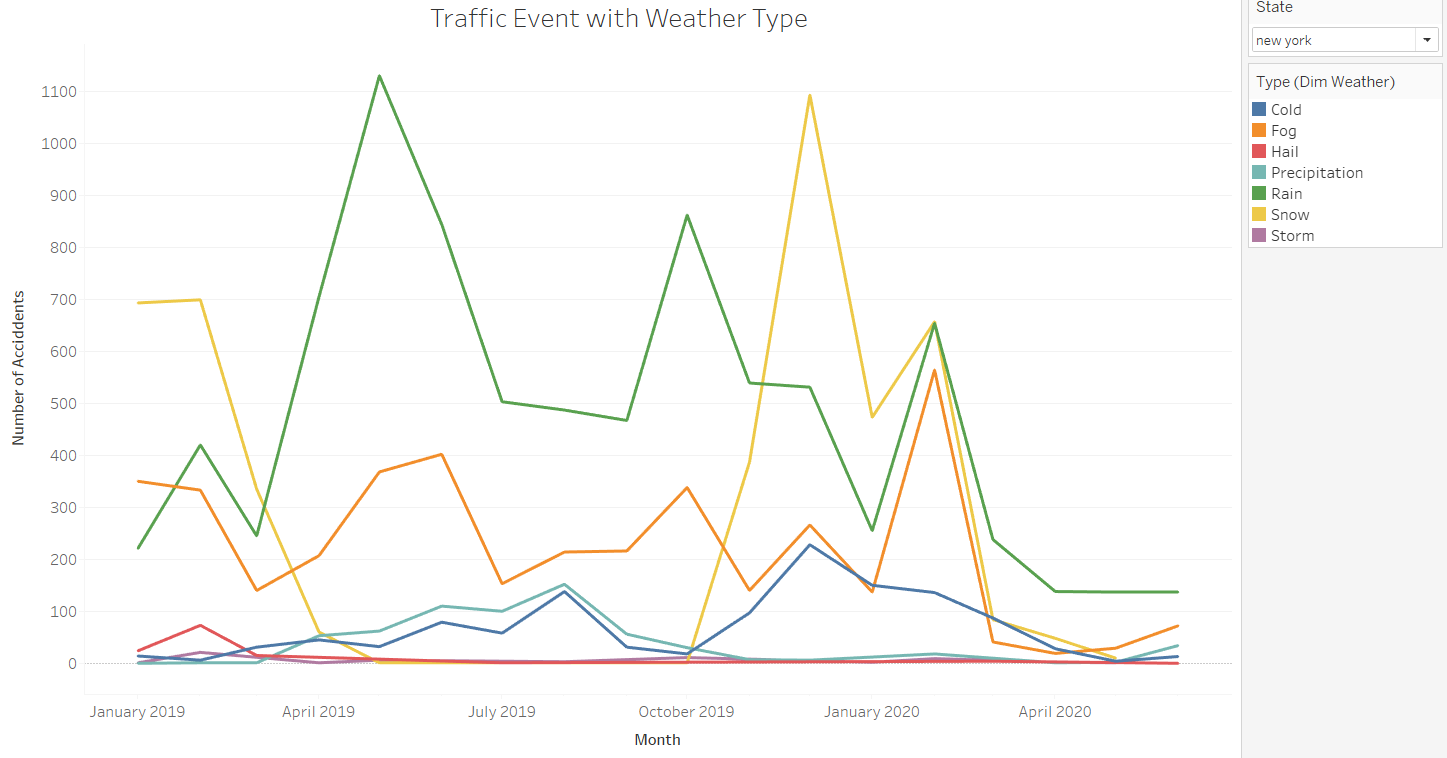 Traffic Event with Weather Type
State
new york
Type (Dim Weather)
Cold
Fog
Hail
Precipitation
Rain
Snow
Storm
Number of Acciddents
1100
1000
900
800
700
600
500
400
300
200
100
0
January 2019 April 2019 July 2019 October 2019 January 2020 April 2020
Month